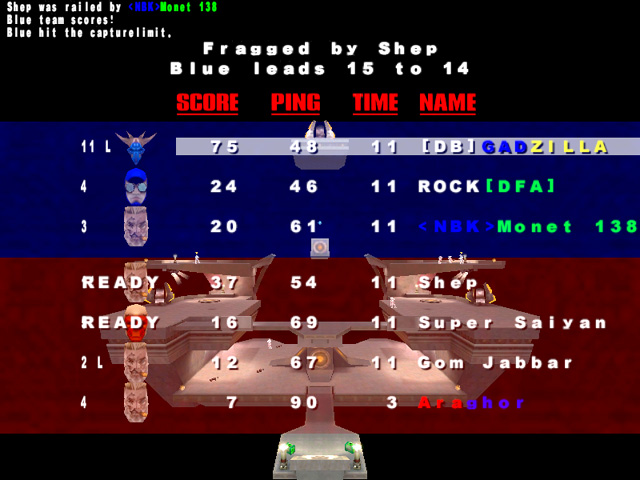 Shep was railed by <NBK>Monet 138
Blue team scores!
Blue hit the capturelimit.
Fragged by Shep
Blue leads 15 to 14
SCORE PING TIME NAME
11 L 75 48 11 [DB]GADZILLA
4 24 46 11 ROCK[DFA]
3 20 61 11 <NBK>Monet 138
READY 37 54 11 Shep
READY 16 69 11 Super Saiyan
2 L 12 67 11 Gom Jabbar
4 7 90 3 Araghor